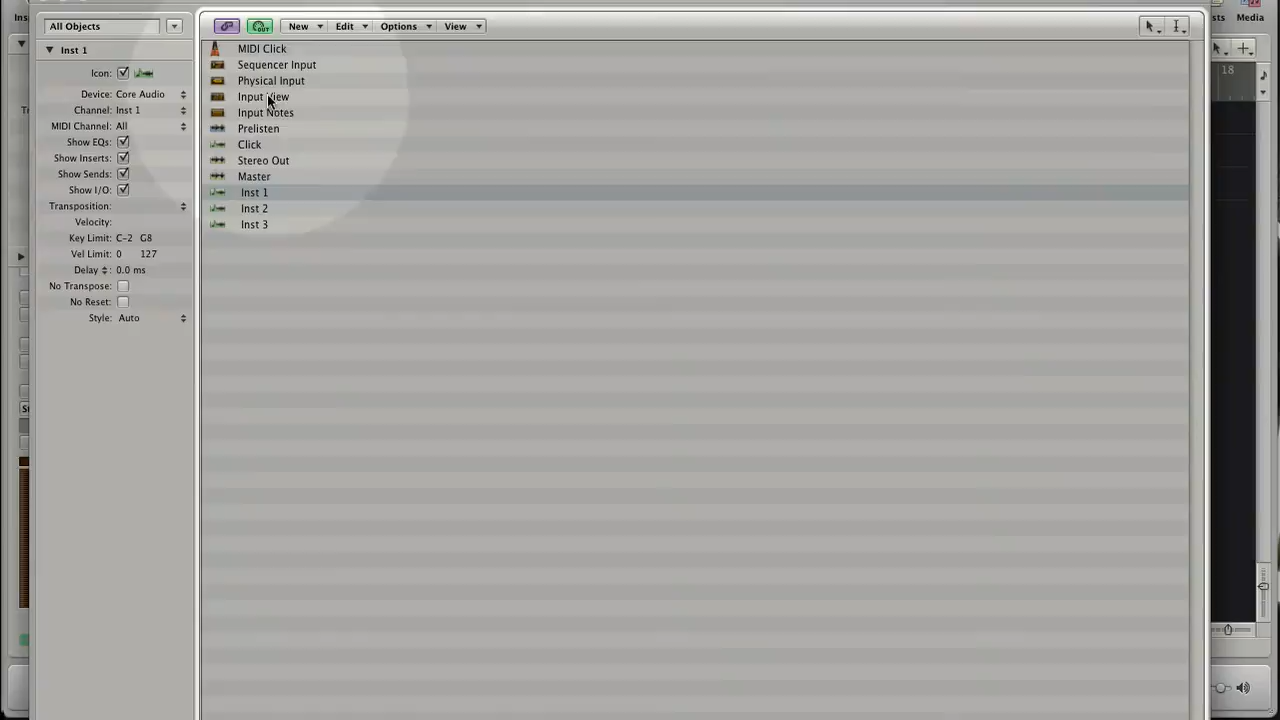 Ins
sts
Media
All Objects
New
Edit
Options
View
Inst 1
Icon:
Device: Core Audio
Channel: Inst 1
MIDI Channel: All
Show EQs:
Show Inserts:
Show Sends:
Show I/O:
Transposition:
Velocity:
Key Limit: C-2 G8
Vel Limit: 0 127
Delay 0.0 ms
No Transpose:
No Reset:
Style: Auto
MIDI Click
Sequencer Input
Physical Input
Input View
Input Notes
Prelisten
Click
Stereo Out
Master
Inst 1
Inst 2
Inst 3
18